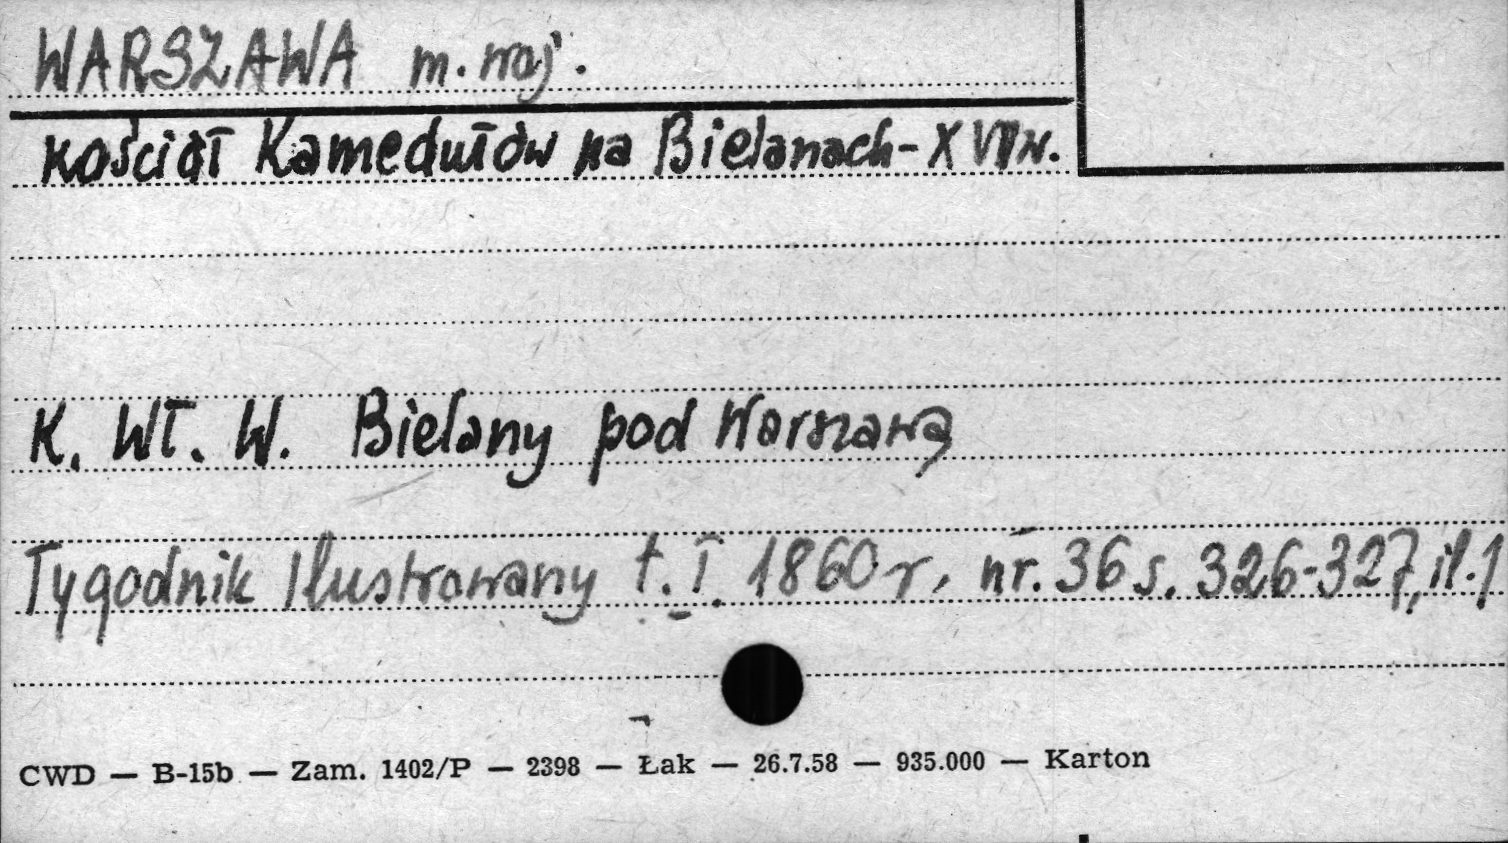 WARSZAWA m. woj.
kościół Kamedułów na Bielanach - XVII w.
K. Wł. W. Bielany pod Warszawą
Tygodnik Ilustrowany t. I. 1860 r, nr. 36 s. 326-327, il. 1
CWD — B-15b — Zam. 1402/P — 2398 — Łak — 26.7.58 — 935.000 — Karton